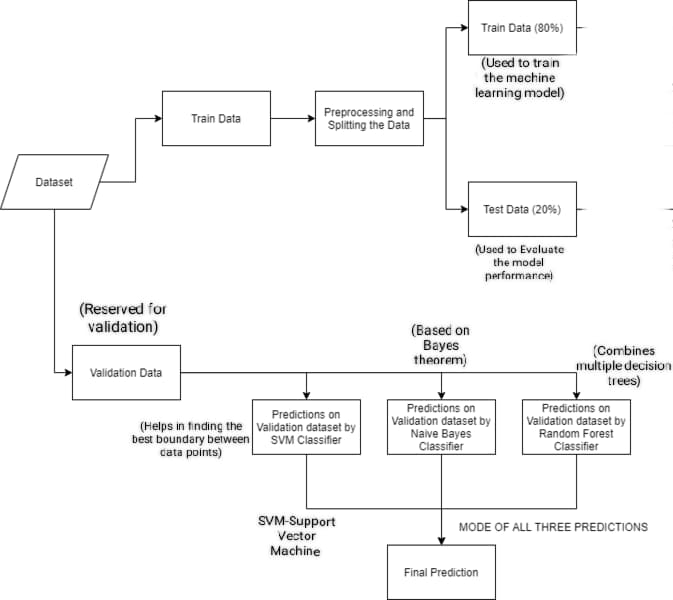 Train Data (80%)
(Used to train
the machine
learning model)
Train Data
Preprocessing and
Splitting the Data
Dataset
Test Data (20%)
(Used to Evaluate
the model
performance)
(Reserved for
validation)
Validation Data
(Based on
Bayes
theorem)
(Combines
multiple decision
trees)
(Helps in finding the
best boundary between
data points)
Predictions on
Validation dataset by
SVM Classifier
Predictions on
Validation dataset by
Naive Bayes
Classifier
Predictions on
Validation dataset by
Random Forest
Classifier
SVM-Support
Vector
Machine
MODE OF ALL THREE PREDICTIONS
Final Prediction